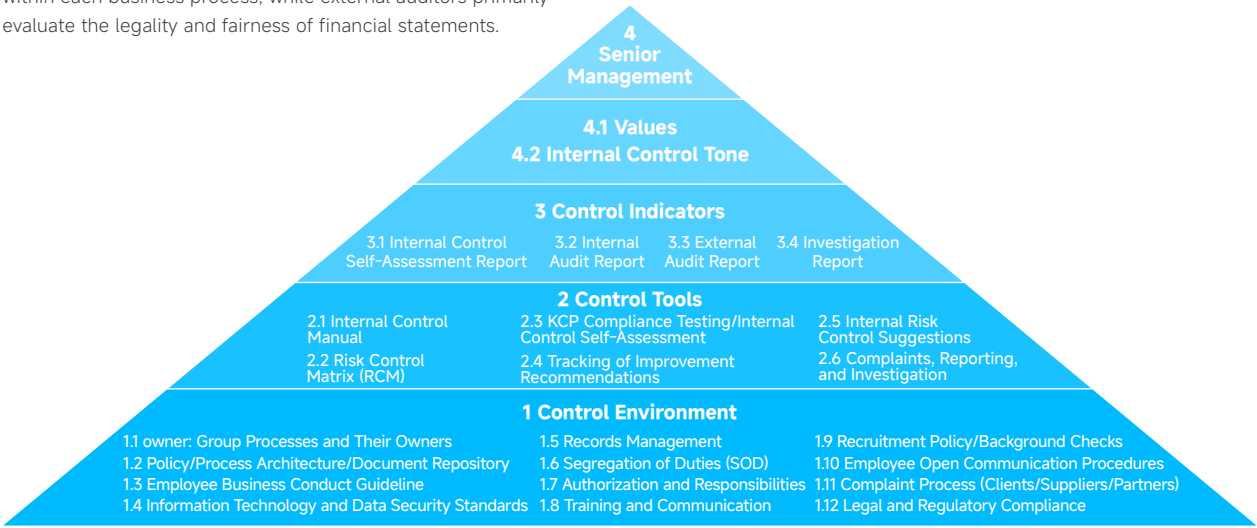 within each business process, while external auditors primarily
evaluate the legality and fairness of financial statements.
4
Senior
Management
4.1 Values
4.2 Internal Control Tone
3 Control Indicators
3.1 Internal Control
Self-Assessment Report
3.2 Internal
Audit Report
3.3 External
Audit Report
3.4 Investigation
Report
2 Control Tools
2.1 Internal Control
Manual
2.2 Risk Control
Matrix (RCM)
2.3 KCP Compliance Testing/Internal
Control Self-Assessment
2.4 Tracking of Improvement
Recommendations
2.5 Internal Risk
Control Suggestions
2.6 Complaints, Reporting,
and Investigation
1 Control Environment
1.1 owner: Group Processes and Their Owners
1.2 Policy/Process Architecture/Document Repository
1.3 Employee Business Conduct Guideline
1.4 Information Technology and Data Security Standards
1.5 Records Management
1.6 Segregation of Duties (SOD)
1.7 Authorization and Responsibilities
1.8 Training and Communication
1.9 Recruitment Policy/Background Checks
1.10 Employee Open Communication Procedures
1.11 Complaint Process (Clients/Suppliers/Partners)
1.12 Legal and Regulatory Compliance